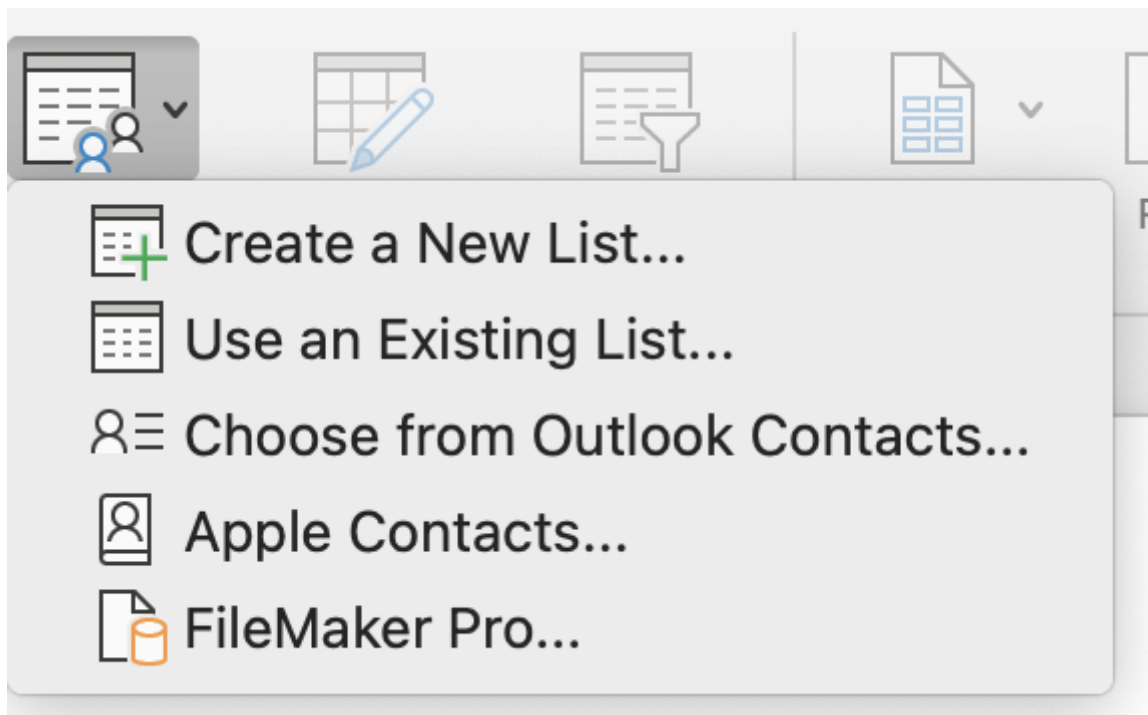 Create a New List...
Use an Existing List...
Choose from Outlook Contacts...
Apple Contacts...
FileMaker Pro...